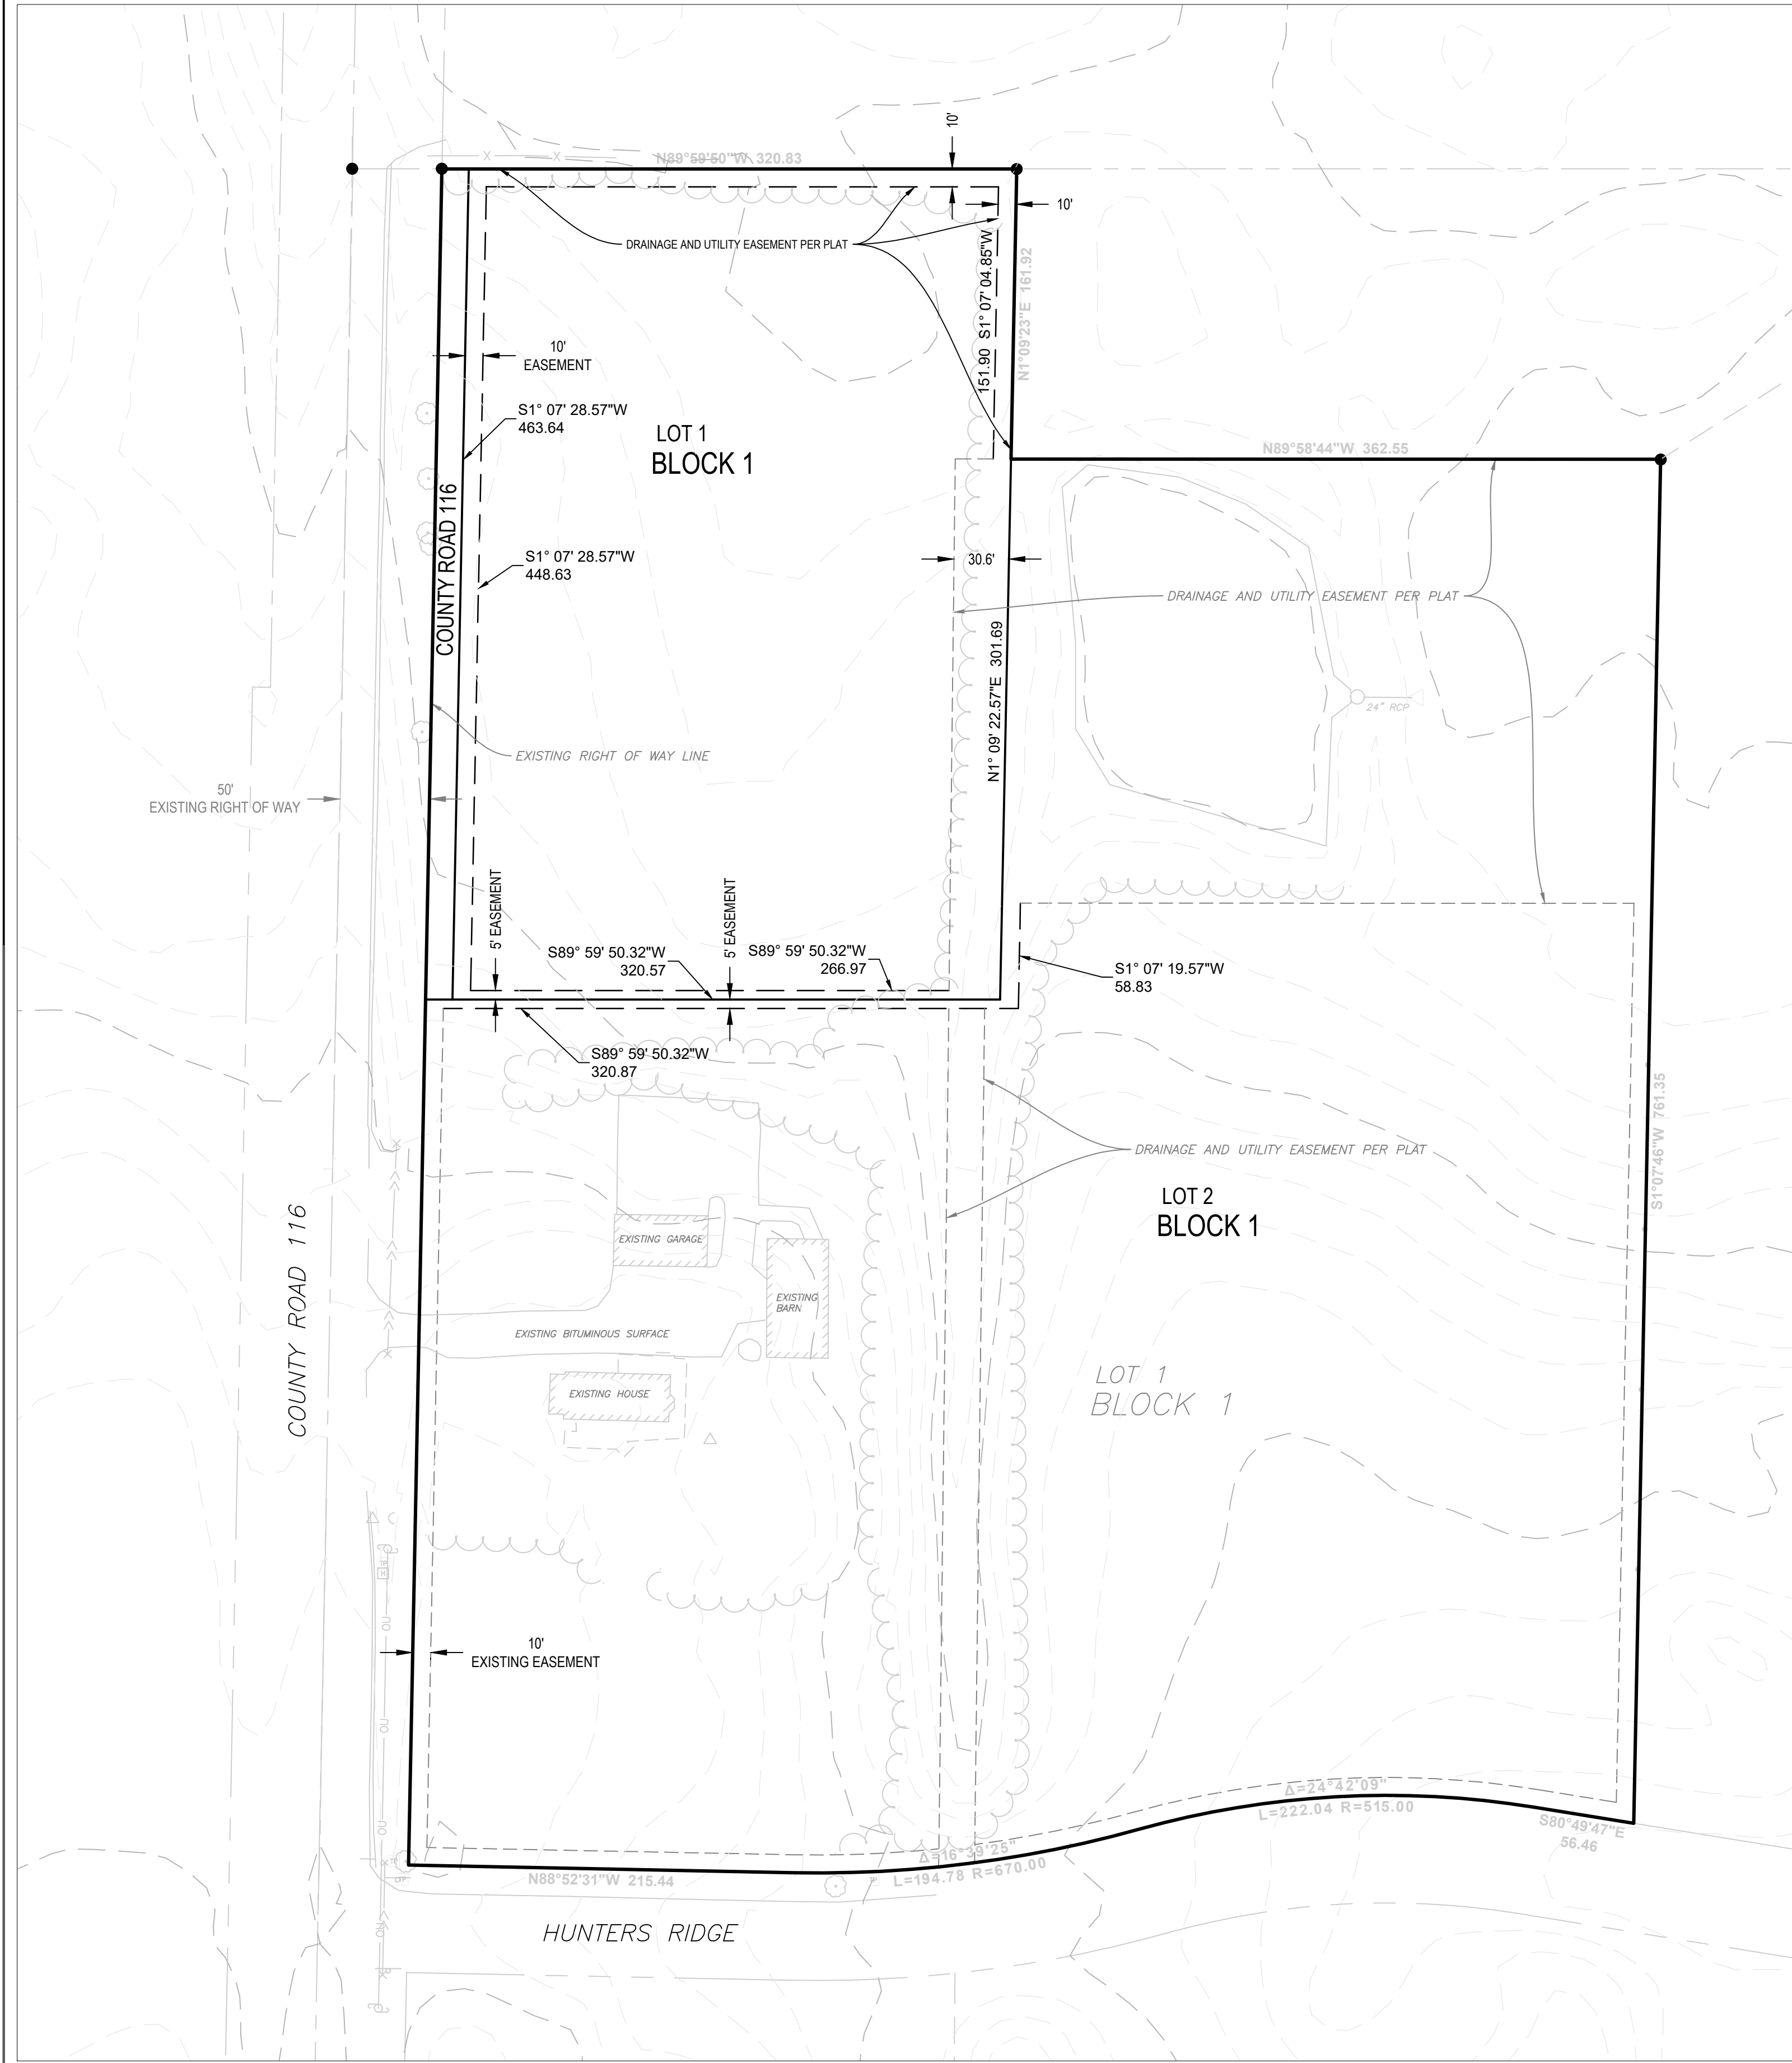 10'
N89°59'50"W 320.83
X
X
10'
DRAINAGE AND UTILITY EASEMENT PER PLAT
151.90 S1° 07' 04.85"W
N1°09'23"E 161.92
10'
EASEMENT
S1° 07' 28.57"W
463.64
LOT 1
BLOCK 1
N89°58'44"W 362.55
COUNTY ROAD 116
S1° 07' 28.57"W
448.63
30.6'
DRAINAGE AND UTILITY EASEMENT PER PLAT
N1° 09' 22.57"E 301.69
24" RCP
EXISTING RIGHT OF WAY LINE
50'
EXISTING RIGHT OF WAY
5' EASEMENT
5' EASEMENT
S89° 59' 50.32"W
320.57
S89° 59' 50.32"W
266.97
S1° 07' 19.57"W
58.83
S89° 59' 50.32"W
320.87
S1°07'46"W 761.35
DRAINAGE AND UTILITY EASEMENT PER PLAT
LOT 2
BLOCK 1
EXISTING GARAGE
EXISTING
BARN
COUNTY ROAD 116
EXISTING BITUMINOUS SURFACE
EXISTING HOUSE
LOT 1
BLOCK 1
H
OU
10'
EXISTING EASEMENT
OU
OU
Δ=24°42'09"
L=222.04 R=515.00
S80°49'47"E
56.46
Δ=16°39'25"
L=194.78 R=670.00
N88°52'31"W 215.44
OU
HUNTERS RIDGE